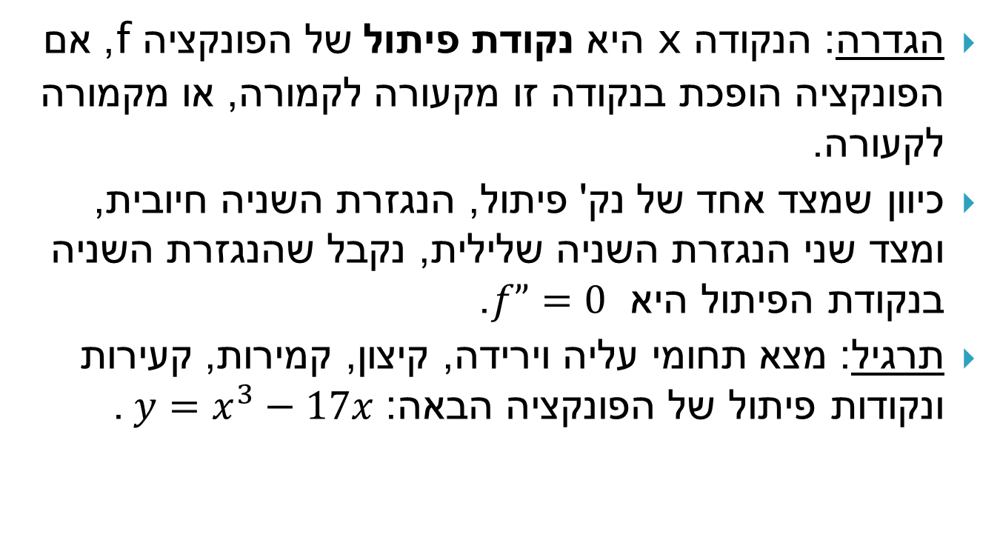 הגדרה: הנקודה x היא נקודת פיתול של הפונקציה f, אם
הפונקציה הופכת בנקודה זו מקעורה לקמורה, או מקמורה
לקעורה.
כיוון שמצד אחד של נק' פיתול, הנגזרת השניה חיובית,
ומצד שני הנגזרת השניה שלילית, נקבל שהנגזרת השניה
בנקודת הפיתול היא f” = 0.
תרגיל: מצא תחומי עליה וירידה, קיצון, קמירות, קעירות
ונקודות פיתול של הפונקציה הבאה: y = x³ − 17x .